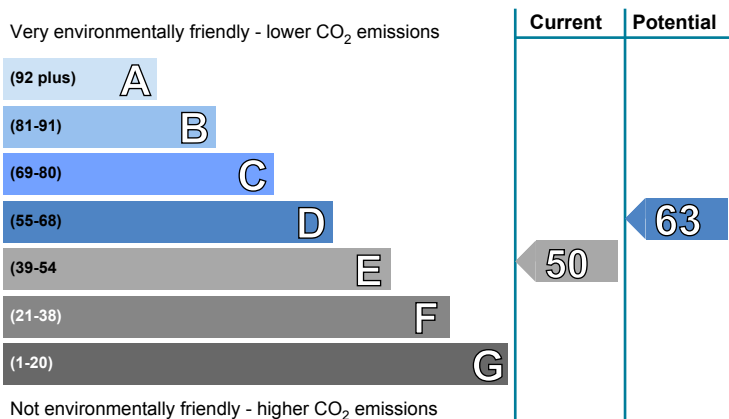 Current Potential
Very environmentally friendly - lower CO2 emissions
(92 plus) A
(81-91) B
(69-80) C
(55-68) D
63
(39-54 E
50
(21-38) F
(1-20) G
Not environmentally friendly - higher CO2 emissions